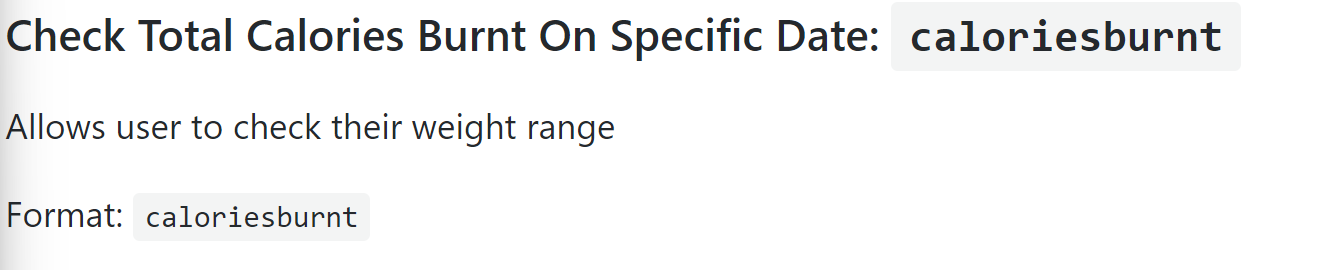 Check Total Calories Burnt On Specific Date: caloriesburnt
Allows user to check their weight range
Format: caloriesburnt